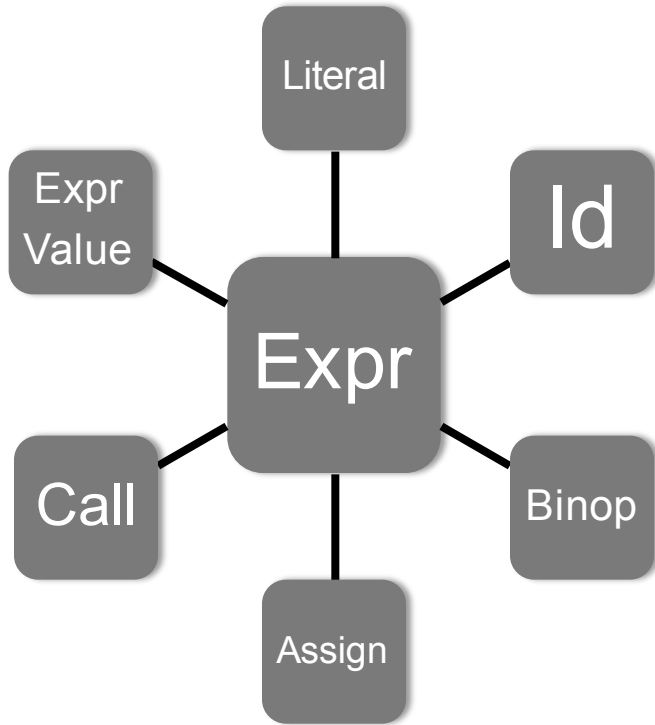 Literal
Expr
Value
Id
Expr
Call
Binop
Assign